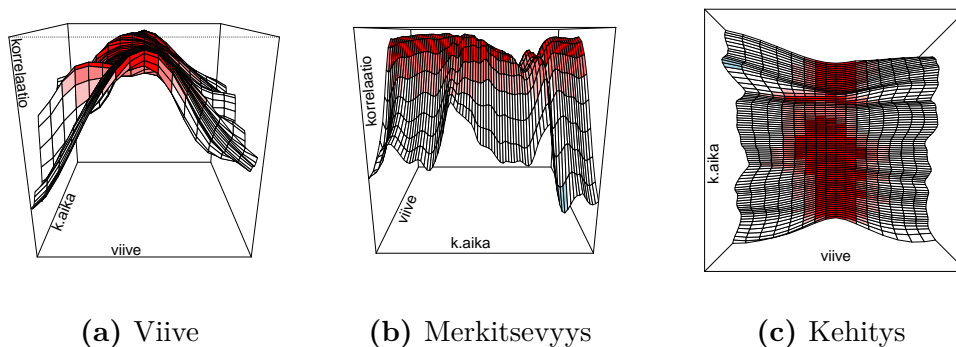 korrelaatio
k.aika
viive
korrelaatio
viive
k.aika
k.aika
viive
(a) Viive
(b) Merkitsevyys
(c) Kehitys